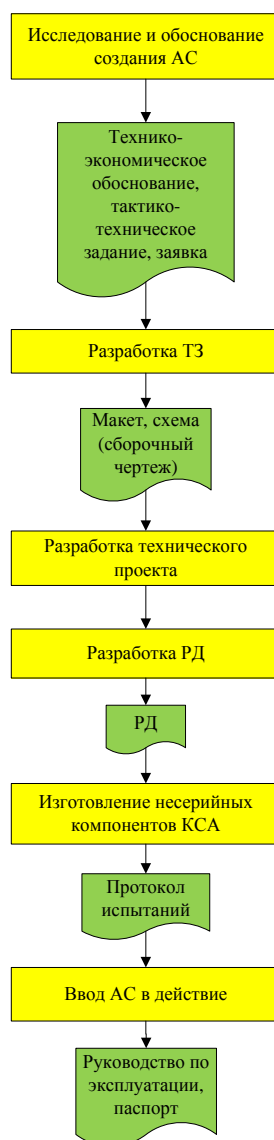 Исследование и обоснование
создания АС
Технико-
экономическое
обоснование,
тактико-
техническое
задание, заявка
Разработка ТЗ
Макет, схема
(сборочный
чертеж)
Разработка технического
проекта
Разработка РД
РД
Изготовление несерийных
компонентов КСА
Протокол
испытаний
Ввод АС в действие
Руководство по
эксплуатации,
паспорт